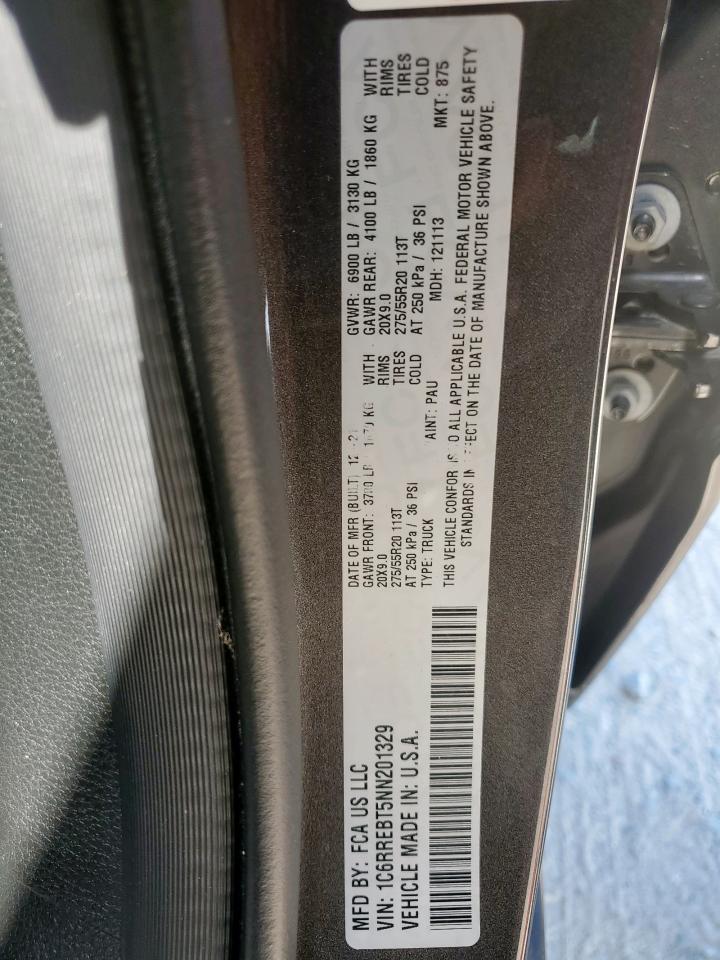 MFD BY: FCA US LLC
VIN: 1C6RREBT5NN201329
VEHICLE MADE IN: U.S.A.
DATE OF MFR (BUILT)
GVWR: 6900 LB / 3130 KG
GAWR FRONT: KG WITH
GAWR REAR: 4100 LB / 1860 KG WITH
20X9.0 RIMS
20X9.0 RIMS
275/55R20 113T TIRES
275/55R20 113T TIRES
AT 250 kPa / 36 PSI COLD
AT 250 kPa / 36 PSI COLD
TYPE: TRUCK
AINT: PAU
MDH: 121113
MKT: 875
THIS VEHICLE CONFOR ALL APPLICABLE U.S.A. FEDERAL MOTOR VEHICLE SAFETY
STANDARDS IN ECT ON THE DATE OF MANUFACTURE SHOWN ABOVE.